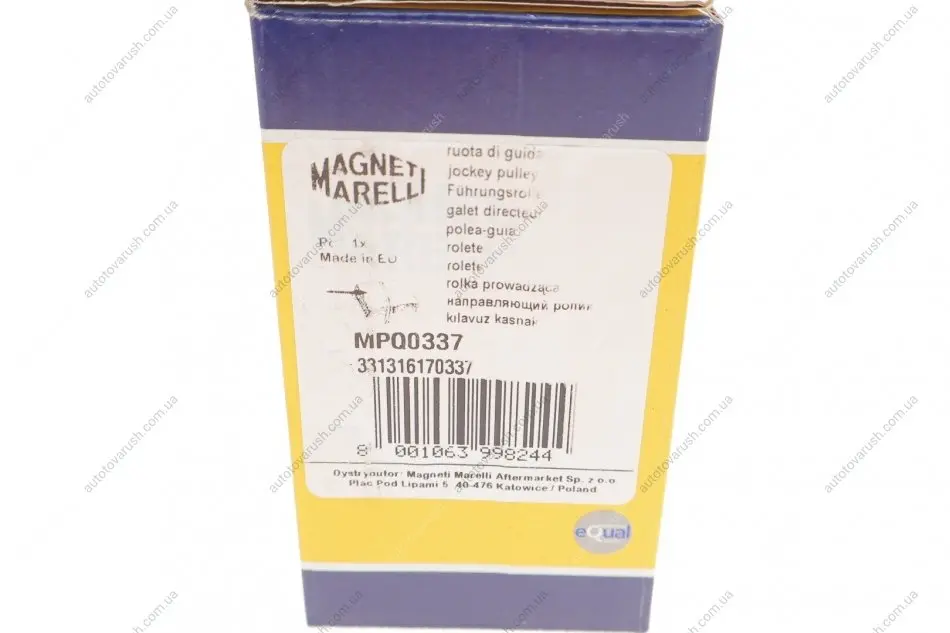 MAGNETI
MARELLI
ruota di guida
jockey pulley
Führungsrol
galet directeu
polea-guia
rolete
rolete
rolka prowadząca
направляющий ролик
kılavuz kasnak
1x
Made in EU
MPQ0337
331316170337
8 001063 998244
Dystrybutor: Magneti Marelli Aftermarket Sp. z o.o.
Plac Pod Lipami 5, 40-476 Katowice / Poland
eQual
autotovarush.com.ua